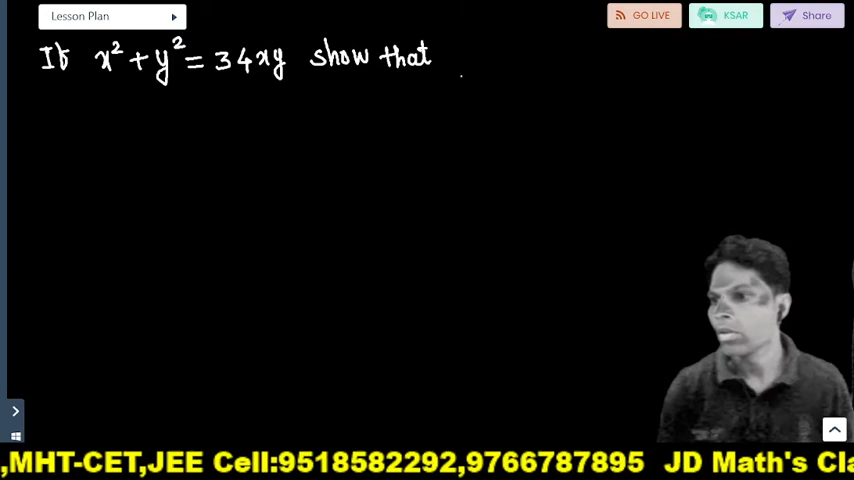 Lesson Plan
GO LIVE
KSAR
Share
If x² + y² = 34xy show that
,MHT-CET,JEE Cell:9518582292,9766787895 JD Math's Cla